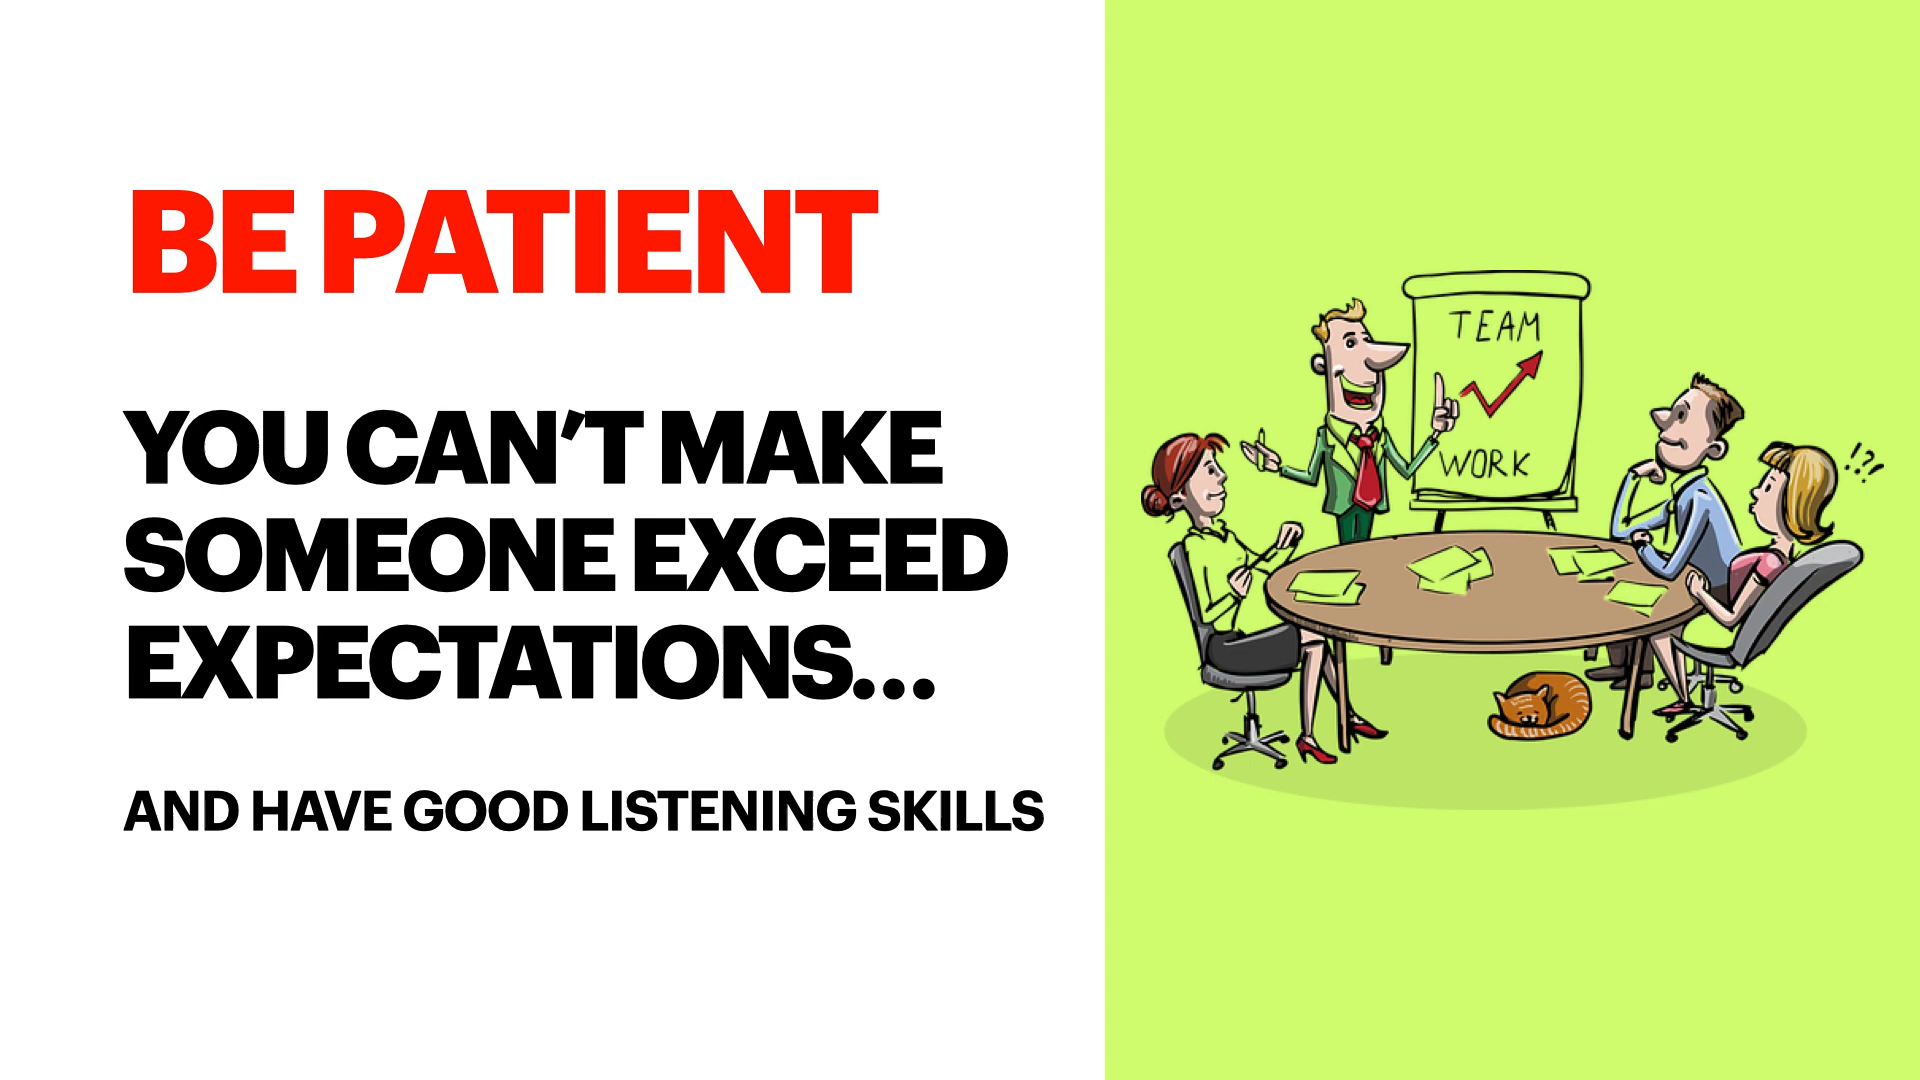 BE PATIENT
YOU CAN’T MAKE
SOMEONE EXCEED
EXPECTATIONS...
AND HAVE GOOD LISTENING SKILLS
TEAM
WORK
!?!